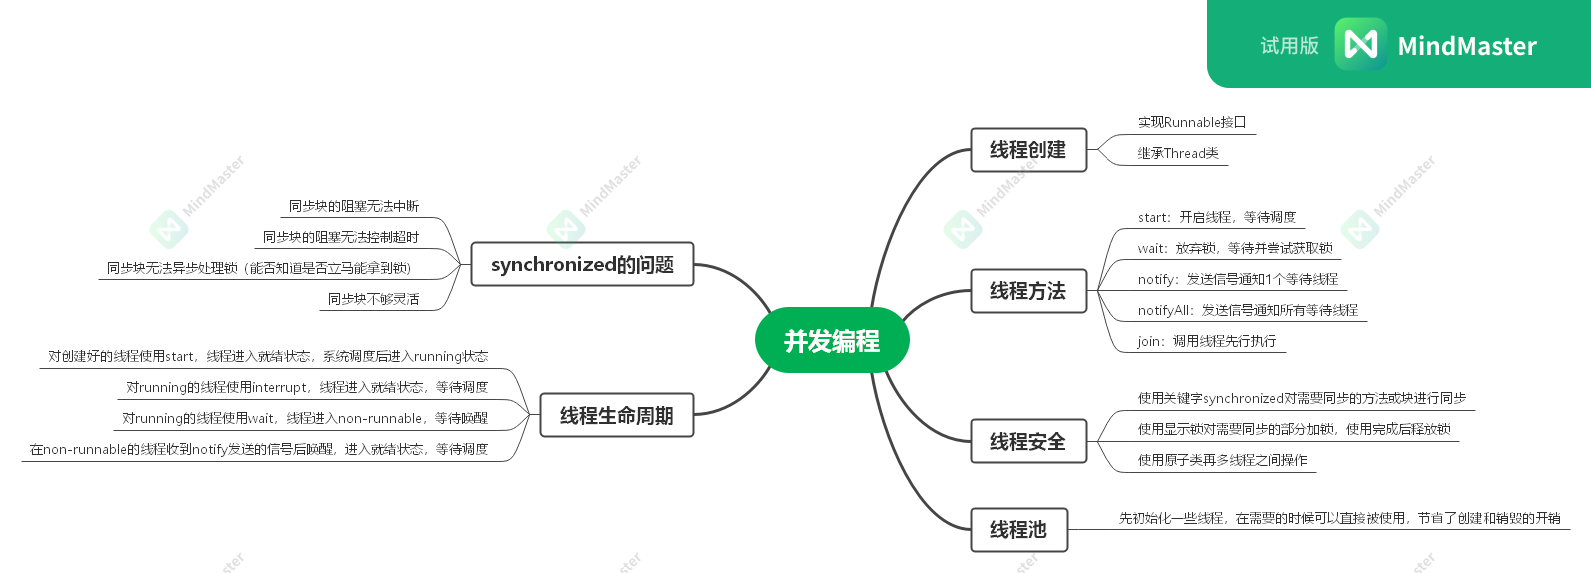 试用版 MindMaster
并发编程
线程创建
实现Runnable接口
继承Thread类
线程方法
start：开启线程，等待调度
wait：放弃锁，等待并尝试获取锁
notify：发送信号通知1个等待线程
notifyAll：发送信号通知所有等待线程
join：调用线程先行执行
线程安全
使用关键字synchronized对需要同步的方法或块进行同步
使用显示锁对需要同步的部分加锁，使用完成后释放锁
使用原子类再多线程之间操作
线程池
先初始化一些线程，在需要的时候可以直接被使用，节省了创建和销毁的开销
synchronized的问题
同步块的阻塞无法中断
同步块的阻塞无法控制超时
同步块无法异步处理锁（能否知道是否立马能拿到锁）
同步块不够灵活
线程生命周期
对创建好的线程使用start，线程进入就绪状态，系统调度后进入running状态
对running的线程使用interrupt，线程进入就绪状态，等待调度
对running的线程使用wait，线程进入non-runnable，等待唤醒
在non-runnable的线程收到notify发送的信号后唤醒，进入就绪状态，等待调度
MindMaster
MindMaster
MindMaster
MindMaster
ster
ster
ster
ster